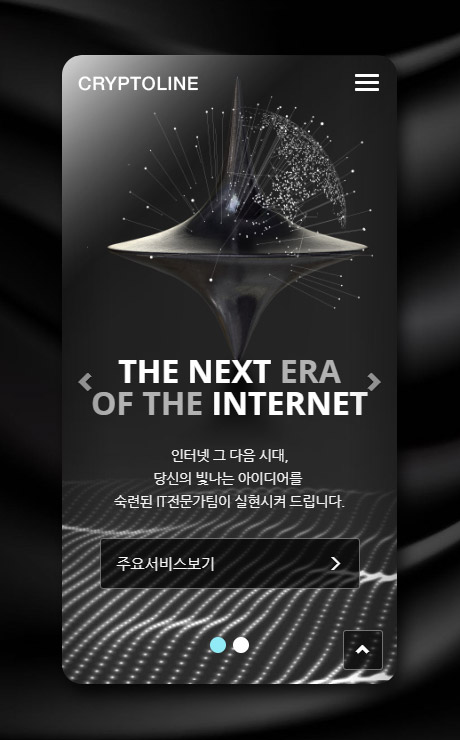 CRYPTOLINE
THE NEXT ERA
OF THE INTERNET
인터넷 그 다음 시대,
당신의 빛나는 아이디어를
숙련된 IT전문가팀이 실현시켜 드립니다.
주요서비스보기